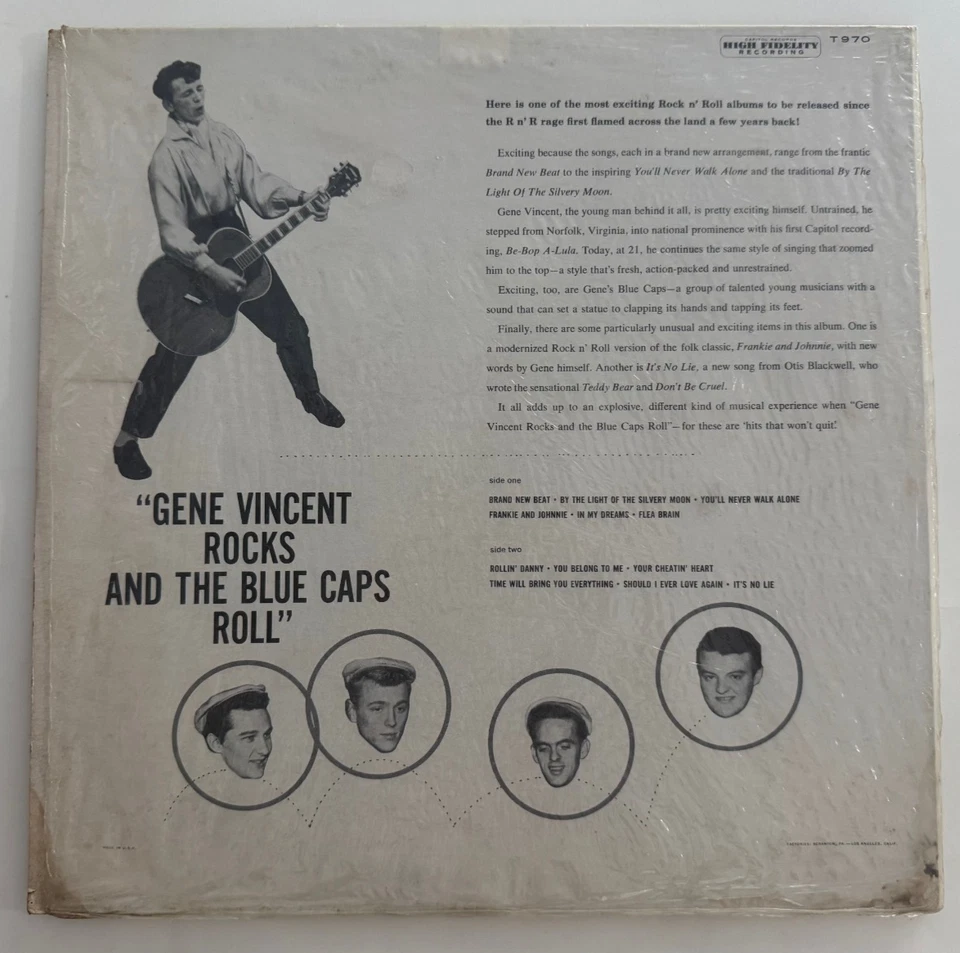 CAPITOL RECORDS
HIGH FIDELITY
RECORDING
T970
Here is one of the most exciting Rock n' Roll albums to be released since
the R n' R rage first flamed across the land a few years back!
Exciting because the songs, each in a brand new arrangement, range from the frantic
Brand New Beat to the inspiring You'll Never Walk Alone and the traditional By The
Light Of The Silvery Moon.
Gene Vincent, the young man behind it all, is pretty exciting himself. Untrained, he
stepped from Norfolk, Virginia, into national prominence with his first Capitol record-
ing, Be-Bop A-Lula. Today, at 21, he continues the same style of singing that zoomed
him to the top—a style that's fresh, action-packed and unrestrained.
Exciting, too, are Gene's Blue Caps—a group of talented young musicians with a
sound that can set a statue to clapping its hands and tapping its feet.
Finally, there are some particularly unusual and exciting items in this album. One is
a modernized Rock n' Roll version of the folk classic, Frankie and Johnnie, with new
words by Gene himself. Another is It's No Lie, a new song from Otis Blackwell, who
wrote the sensational Teddy Bear and Don't Be Cruel.
It all adds up to an explosive, different kind of musical experience when "Gene
Vincent Rocks and the Blue Caps Roll"—for these are 'hits that won't quit!'
side one
BRAND NEW BEAT • BY THE LIGHT OF THE SILVERY MOON • YOU'LL NEVER WALK ALONE
FRANKIE AND JOHNNIE • IN MY DREAMS • FLEA BRAIN
side two
ROLLIN' DANNY • YOU BELONG TO ME • YOUR CHEATIN' HEART
TIME WILL BRING YOU EVERYTHING • SHOULD I EVER LOVE AGAIN • IT'S NO LIE
"GENE VINCENT
ROCKS
AND THE BLUE CAPS
ROLL"